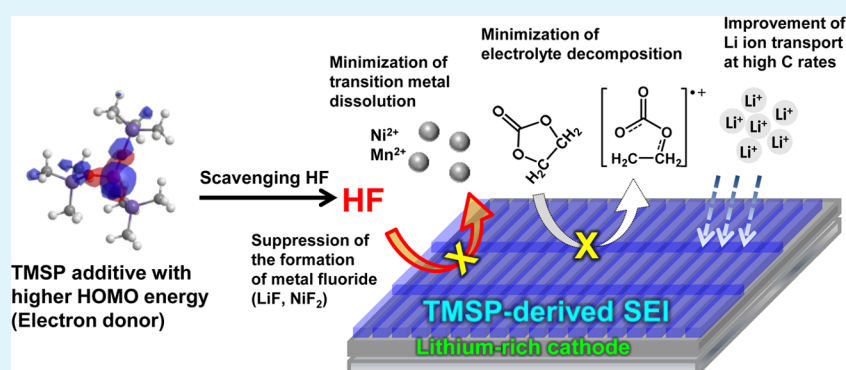 Minimization of
transition metal
dissolution
Minimization of
electrolyte decomposition
Improvement of
Li ion transport
at high C rates
Ni²⁺
Mn²⁺
O
O
O
CH₂
CH₂
O
O
O
H₂C
CH₂
•+
Li⁺
Li⁺
Li⁺
Li⁺
Li⁺
Li⁺
Scavenging HF
HF
Suppression of
the formation
of metal fluoride
(LiF, NiF₂)
X
X
TMSP additive with
higher HOMO energy
(Electron donor)
TMSP-derived SEI
Lithium-rich cathode